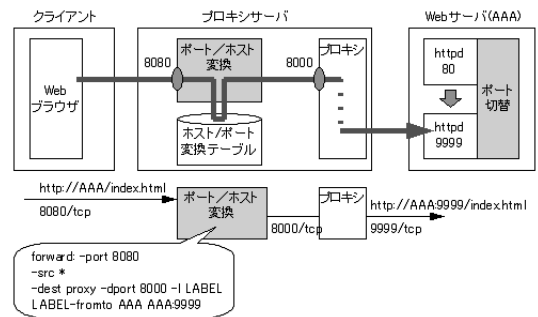 クライアント
プロキシサーバ
Webサーバ(AAA)
Web
ブラウザ
8080
ポート／ホスト
変換
ホスト/ポート
変換テーブル
8000
プロキシ
httpd
80
httpd
9999
ポート
切替
http://AAA/index.html
8080/tcp
ポート／ホスト
変換
8000/tcp
プロキシ
http://AAA:9999/index.html
9999/tcp
forward: -port 8080
-src *
-dest proxy -dport 8000 -l LABEL
LABEL-fromto AAA AAA:9999